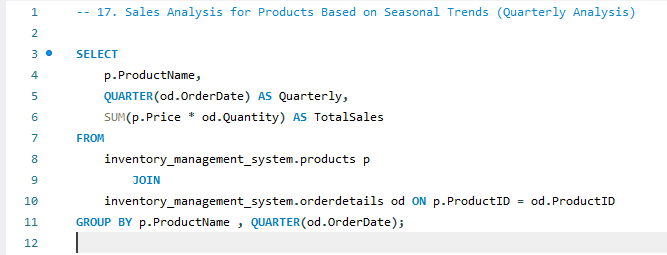 1 -- 17. Sales Analysis for Products Based on Seasonal Trends (Quarterly Analysis)
2
3 SELECT
4 p.ProductName,
5 QUARTER(od.OrderDate) AS Quarterly,
6 SUM(p.Price * od.Quantity) AS TotalSales
7 FROM
8 inventory_management_system.products p
9 JOIN
10 inventory_management_system.orderdetails od ON p.ProductID = od.ProductID
11 GROUP BY p.ProductName , QUARTER(od.OrderDate);
12